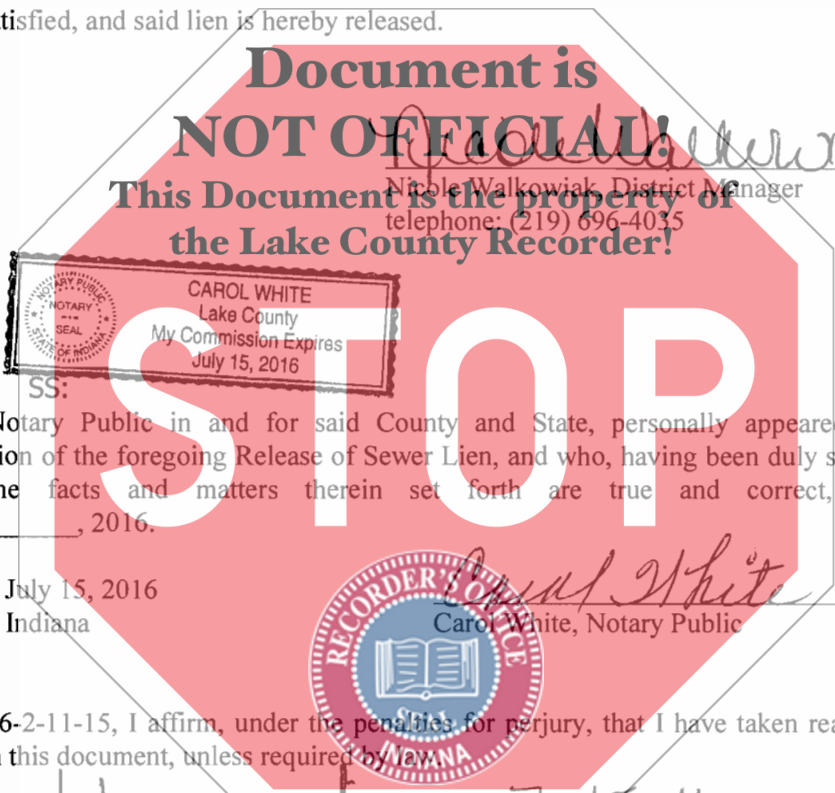 tisfied, and said lien is hereby released.
Document is
NOT OFFICIAL!
Nicole Walkowiak, District Manager
This Document is the property of
telephone: (219) 696-4035
the Lake County Recorder!
NOTARY PUBLIC
NOTARY
SEAL
STATE OF INDIANA
CAROL WHITE
Lake County
My Commission Expires
July 15, 2016
STOP
SS:
Notary Public in and for said County and State, personally appeared
ion of the foregoing Release of Sewer Lien, and who, having been duly s
ne facts and matters therein set forth are true and correct,
, 2016.
July 15, 2016
Carol White
Indiana
Carol White, Notary Public
RECORDER'S OFFICE
SEAL
INDIANA
6-2-11-15, I affirm, under the penalties for perjury, that I have taken rea
this document, unless required by law.